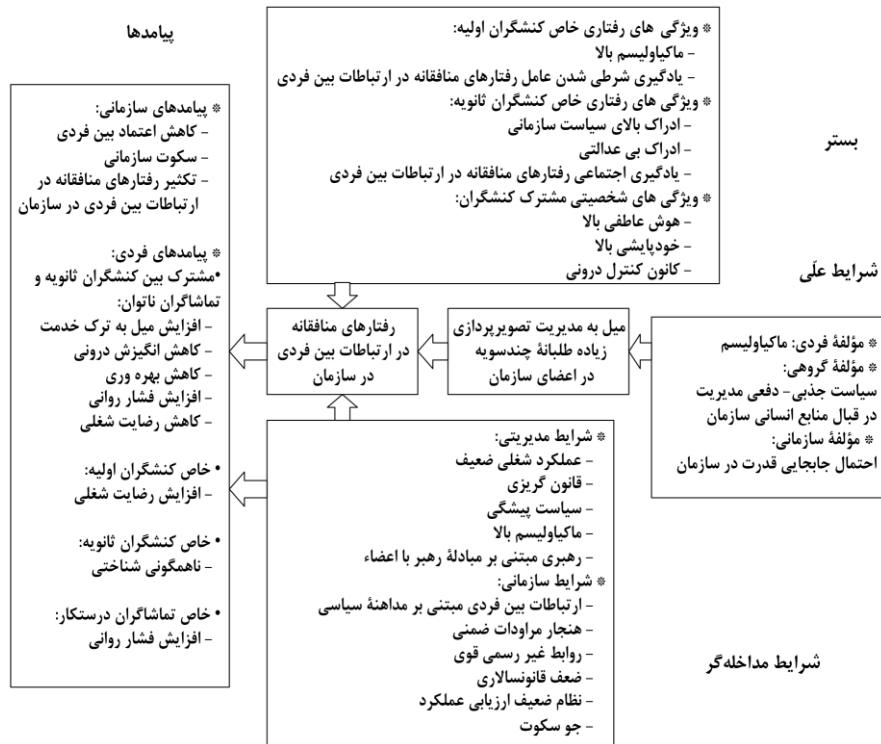 پیامدها
بستر
شرایط علّی
شرایط مداخله‌گر
* ویژگی های رفتاری خاص کنشگران اولیه:
- ماکیاولیسم بالا
- یادگیری شرطی شدن عامل رفتارهای منافقانه در ارتباطات بین فردی
* ویژگی های رفتاری خاص کنشگران ثانویه:
- ادراک بالای سیاست سازمانی
- ادراک بی عدالتی
- یادگیری اجتماعی رفتارهای منافقانه در ارتباطات بین فردی
* ویژگی های شخصیتی مشترک کنشگران:
- هوش عاطفی بالا
- خودپایشی بالا
- کانون کنترل درونی
* مؤلفهٔ فردی: ماکیاولیسم
* مؤلفهٔ گروهی:
سیاست جذبی- دفعی مدیریت
در قبال منابع انسانی سازمان
* مؤلفهٔ سازمانی:
احتمال جابجایی قدرت در سازمان
میل به مدیریت تصویرپردازی
زیاده طلبانهٔ چندسویه
در اعضای سازمان
رفتارهای منافقانه
در ارتباطات بین فردی
در سازمان
* شرایط مدیریتی:
- عملکرد شغلی ضعیف
- قانون گریزی
- سیاست پیشگی
- ماکیاولیسم بالا
- رهبری مبتنی بر مبادلهٔ رهبر با اعضاء
* شرایط سازمانی:
- ارتباطات بین فردی مبتنی بر مداهنهٔ سیاسی
- هنجار مراودات ضمنی
- روابط غیر رسمی قوی
- ضعف قانونسالاری
- نظام ضعیف ارزیابی عملکرد
- جو سکوت
* پیامدهای سازمانی:
- کاهش اعتماد بین فردی
- سکوت سازمانی
- تکثیر رفتارهای منافقانه در
ارتباطات بین فردی در سازمان
* پیامدهای فردی:
•مشترک بین کنشگران ثانویه و
تماشاگران ناتوان:
- افزایش میل به ترک خدمت
- کاهش انگیزش درونی
- کاهش بهره وری
- افزایش فشار روانی
- کاهش رضایت شغلی
• خاص کنشگران اولیه:
- افزایش رضایت شغلی
• خاص کنشگران ثانویه:
- ناهمگونی شناختی
• خاص تماشاگران درستکار:
- افزایش فشار روانی